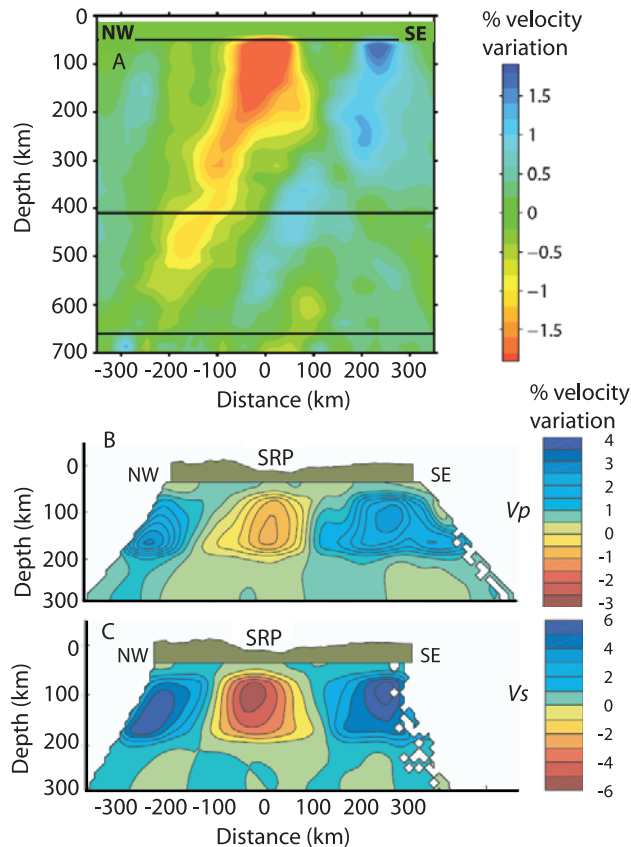 % velocity
variation
NW
SE
A
0
100
200
300
400
500
600
700
Depth (km)
-300 -200 -100 0 100 200 300
Distance (km)
1.5
1
0.5
0
−0.5
−1
−1.5
% velocity
variation
B
SRP
NW
SE
0
100
200
300
Depth (km)
Vp
4
3
2
1
0
-1
-2
-3
C
SRP
NW
SE
0
100
200
300
Depth (km)
Vs
6
4
2
0
-2
-4
-6
-300 -200 -100 0 100 200 300
Distance (km)